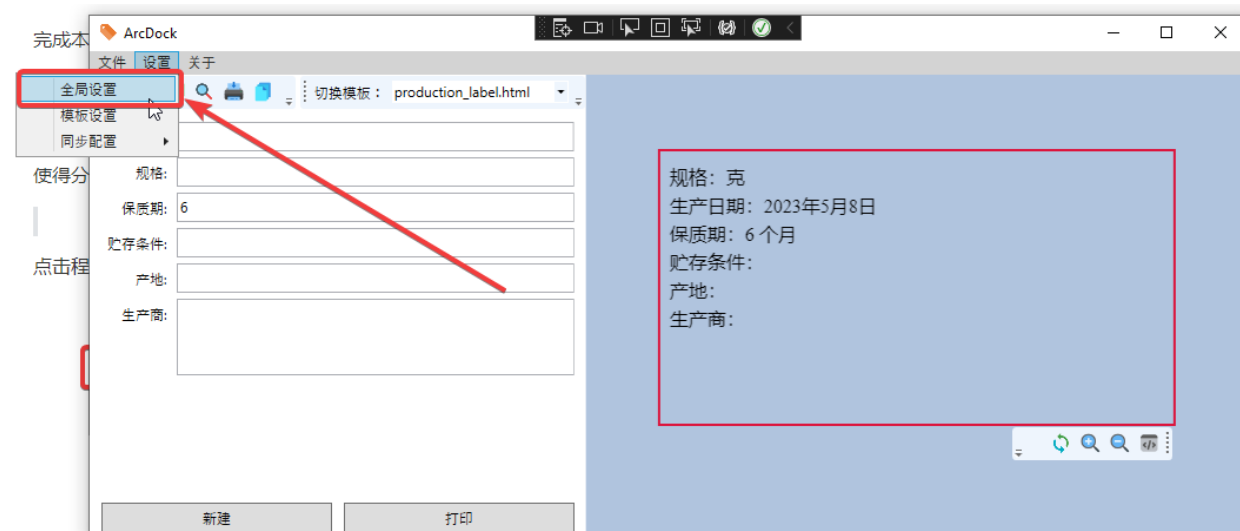 完成本
ArcDock
文件 设置 关于
全局设置
模板设置
同步配置
切换模板： production_label.html
使得分
规格:
保质期: 6
贮存条件:
点击程
产地:
生产商:
规格：克
生产日期：2023年5月8日
保质期：6 个月
贮存条件：
产地：
生产商：
新建
打印